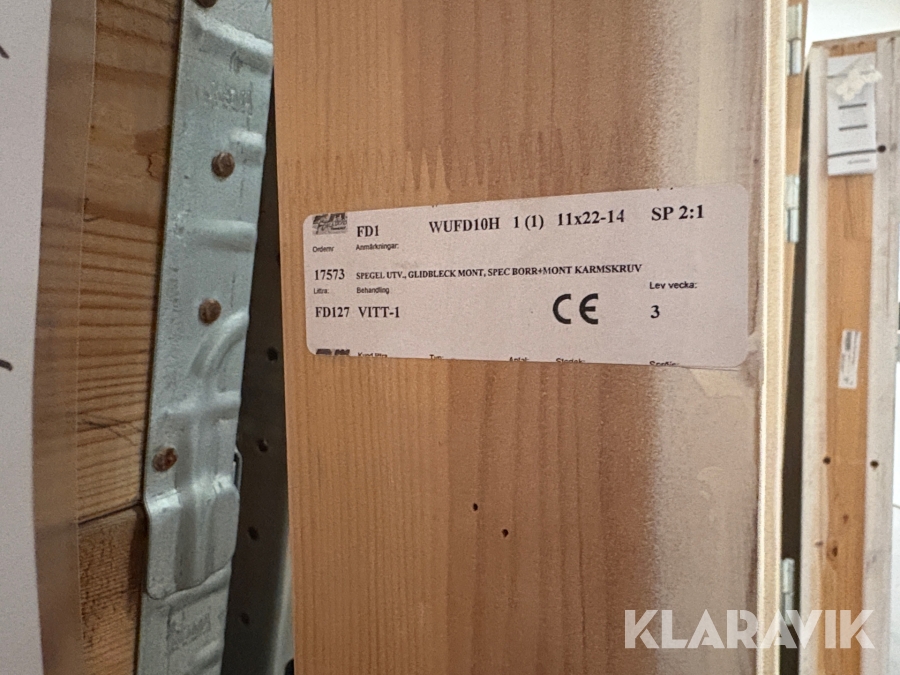 FD1 WUFD10H 1 (1) 11x22-14 SP 2:1
Ordernr Anmärkningar:
17573 SPEGEL UTV., GLIDBLECK MONT, SPEC BORR+MONT KARMSKRUV
Littra: Behandling Lev vecka:
FD127 VITT-1 CE 3
KLARAVIK